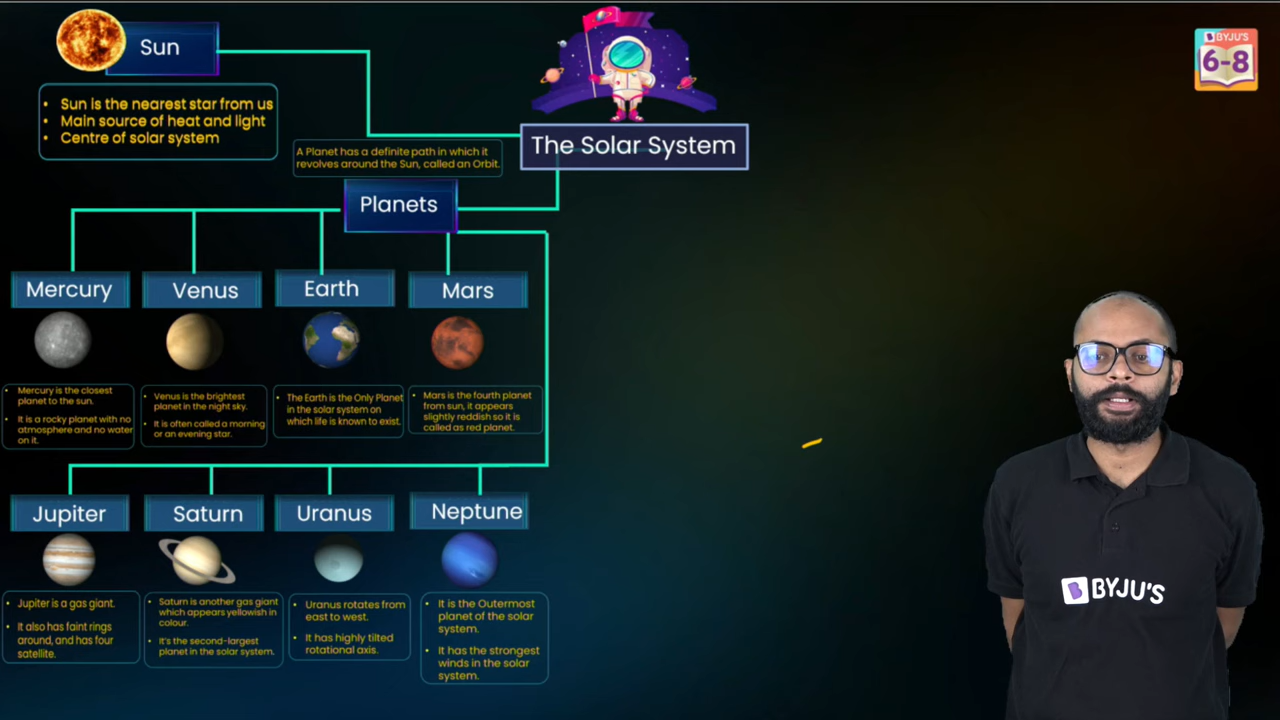 Sun
BYJU'S
6-8
• Sun is the nearest star from us
• Main source of heat and light
• Centre of solar system
The Solar System
A Planet has a definite path in which it
revolves around the Sun, called an Orbit.
Planets
Mercury
Venus
Earth
Mars
• Mercury is the closest
planet to the sun.
• It is a rocky planet with no
atmosphere and no water
on it.
• Venus is the brightest
planet in the night sky.
• It is often called a morning
or an evening star.
• The Earth is the Only Planet
in the solar system on
which life is known to exist.
• Mars is the fourth planet
from sun, it appears
slightly reddish so it is
called as red planet.
Jupiter
Saturn
Uranus
Neptune
• Jupiter is a gas giant.
• It also has faint rings
around, and has four
satellite.
• Saturn is another gas giant
which appears yellowish in
colour.
• It's the second-largest
planet in the solar system.
• Uranus rotates from
east to west.
• It has highly tilted
rotational axis.
• It is the Outermost
planet of the solar
system.
• It has the strongest
winds in the solar
system.
BYJU'S